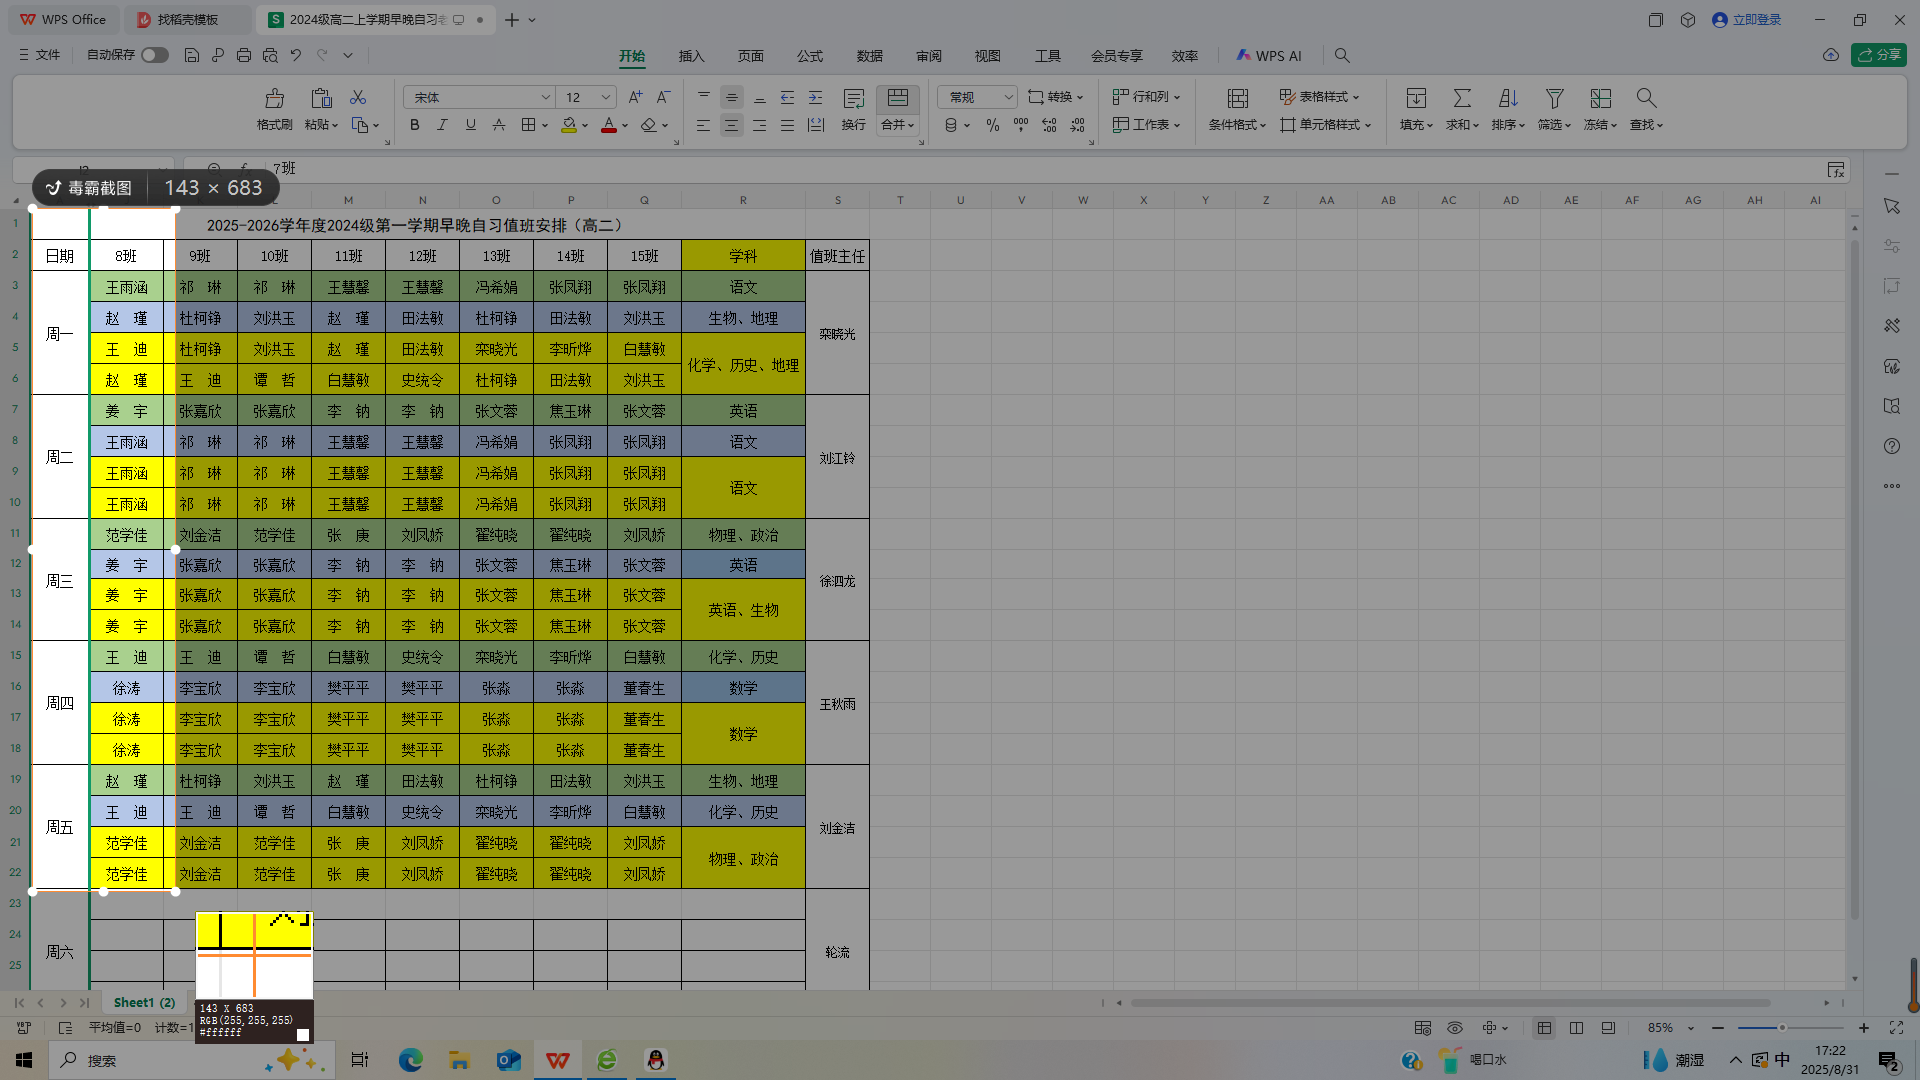 WPS Office 找稻壳模板 2024级高二上学期早晚自习老 立即登录
文件 自动保存 开始 插入 页面 公式 数据 审阅 视图 工具 会员专享 效率 WPS AI 分享
宋体 12 常规 转换 行和列 表格样式
格式刷 粘贴 换行 合并 工作表 条件格式 单元格样式 填充 求和 排序 筛选 冻结 查找
7班
毒霸截图 143 × 683
M N O P Q R S T U V W X Y Z AA AB AC AD AE AF AG AH AI
1 2025-2026学年度2024级第一学期早晚自习值班安排（高二）
2 日期 8班 9班 10班 11班 12班 13班 14班 15班 学科 值班主任
3 王雨涵 祁 琳 祁 琳 王慧馨 王慧馨 冯希娟 张凤翔 张凤翔 语文
4 赵 瑾 杜柯铮 刘洪玉 赵 瑾 田法敏 杜柯铮 田法敏 刘洪玉 生物、地理
周一 栾晓光
5 王 迪 杜柯铮 刘洪玉 赵 瑾 田法敏 栾晓光 李昕烨 白慧敏
化学、历史、地理
6 赵 瑾 王 迪 谭 哲 白慧敏 史统令 杜柯铮 田法敏 刘洪玉
7 姜 宇 张嘉欣 张嘉欣 李 钠 李 钠 张文蓉 焦玉琳 张文蓉 英语
8 王雨涵 祁 琳 祁 琳 王慧馨 王慧馨 冯希娟 张凤翔 张凤翔 语文
周二 刘江铃
9 王雨涵 祁 琳 祁 琳 王慧馨 王慧馨 冯希娟 张凤翔 张凤翔
语文
10 王雨涵 祁 琳 祁 琳 王慧馨 王慧馨 冯希娟 张凤翔 张凤翔
11 范学佳 刘金洁 范学佳 张 庚 刘凤娇 翟纯晓 翟纯晓 刘凤娇 物理、政治
12 姜 宇 张嘉欣 张嘉欣 李 钠 李 钠 张文蓉 焦玉琳 张文蓉 英语
周三 徐泗龙
13 姜 宇 张嘉欣 张嘉欣 李 钠 李 钠 张文蓉 焦玉琳 张文蓉
英语、生物
14 姜 宇 张嘉欣 张嘉欣 李 钠 李 钠 张文蓉 焦玉琳 张文蓉
15 王 迪 王 迪 谭 哲 白慧敏 史统令 栾晓光 李昕烨 白慧敏 化学、历史
16 徐涛 李宝欣 李宝欣 樊平平 樊平平 张淼 张淼 董春生 数学
周四 王秋雨
17 徐涛 李宝欣 李宝欣 樊平平 樊平平 张淼 张淼 董春生
数学
18 徐涛 李宝欣 李宝欣 樊平平 樊平平 张淼 张淼 董春生
19 赵 瑾 杜柯铮 刘洪玉 赵 瑾 田法敏 杜柯铮 田法敏 刘洪玉 生物、地理
20 王 迪 王 迪 谭 哲 白慧敏 史统令 栾晓光 李昕烨 白慧敏 化学、历史
周五 刘金洁
21 范学佳 刘金洁 范学佳 张 庚 刘凤娇 翟纯晓 翟纯晓 刘凤娇
物理、政治
22 范学佳 刘金洁 范学佳 张 庚 刘凤娇 翟纯晓 翟纯晓 刘凤娇
23
24
周六 轮流
25
Sheet1 (2)
143 X 683
RGB(255,255,255)
#ffffff
平均值=0 计数=1 85%
搜索 喝口水 潮湿 中 17:22
2025/8/31 2